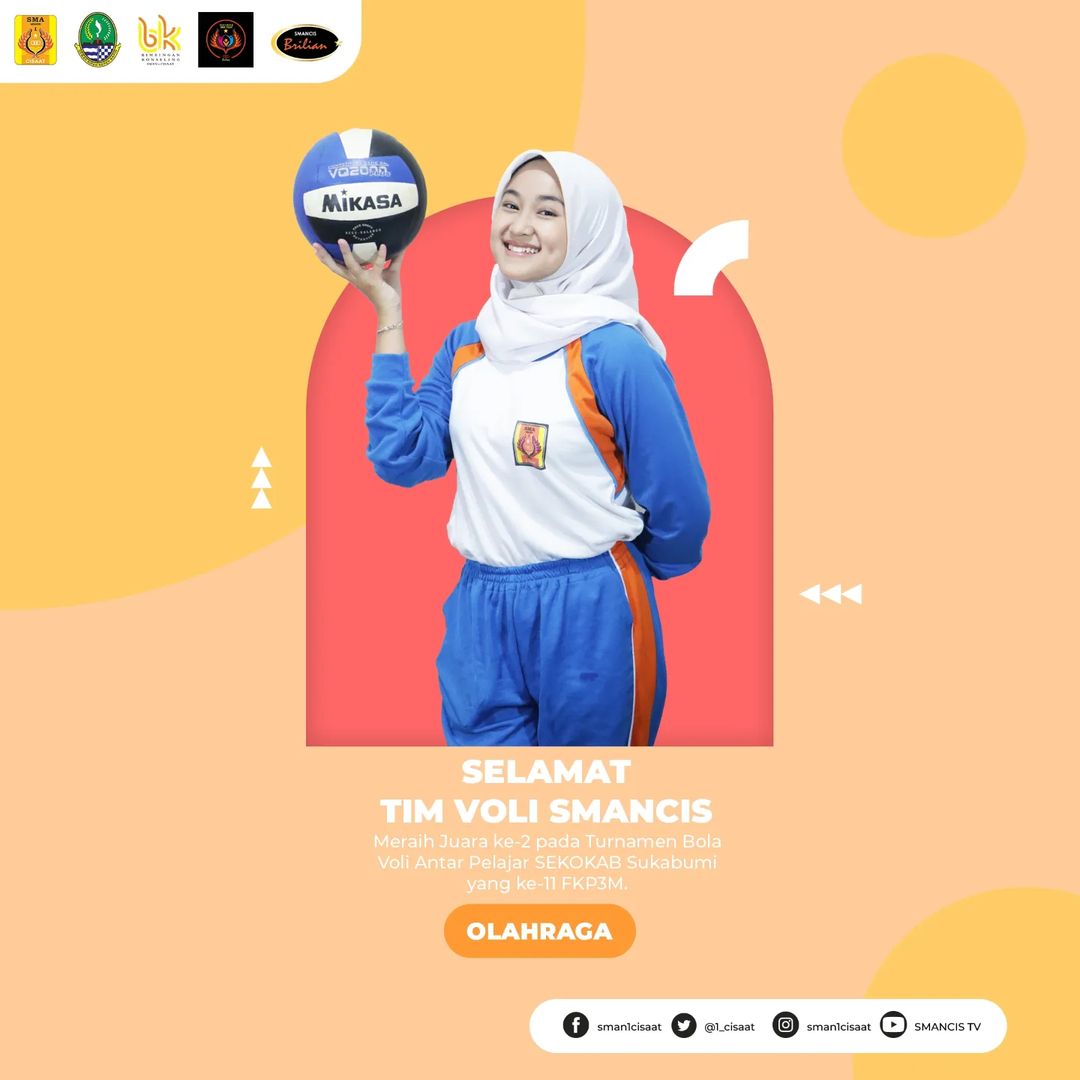 SMA
CISAAT
bk
BIMBINGAN
KONSELING
SMANCIS
Brilian
VQ2000
MIKASA
SMA
SELAMAT
TIM VOLI SMANCIS
Meraih Juara ke-2 pada Turnamen Bola
Voli Antar Pelajar SEKOKAB Sukabumi
yang ke-11 FKP3M.
OLAHRAGA
sman1cisaat @1_cisaat sman1cisaat SMANCIS TV